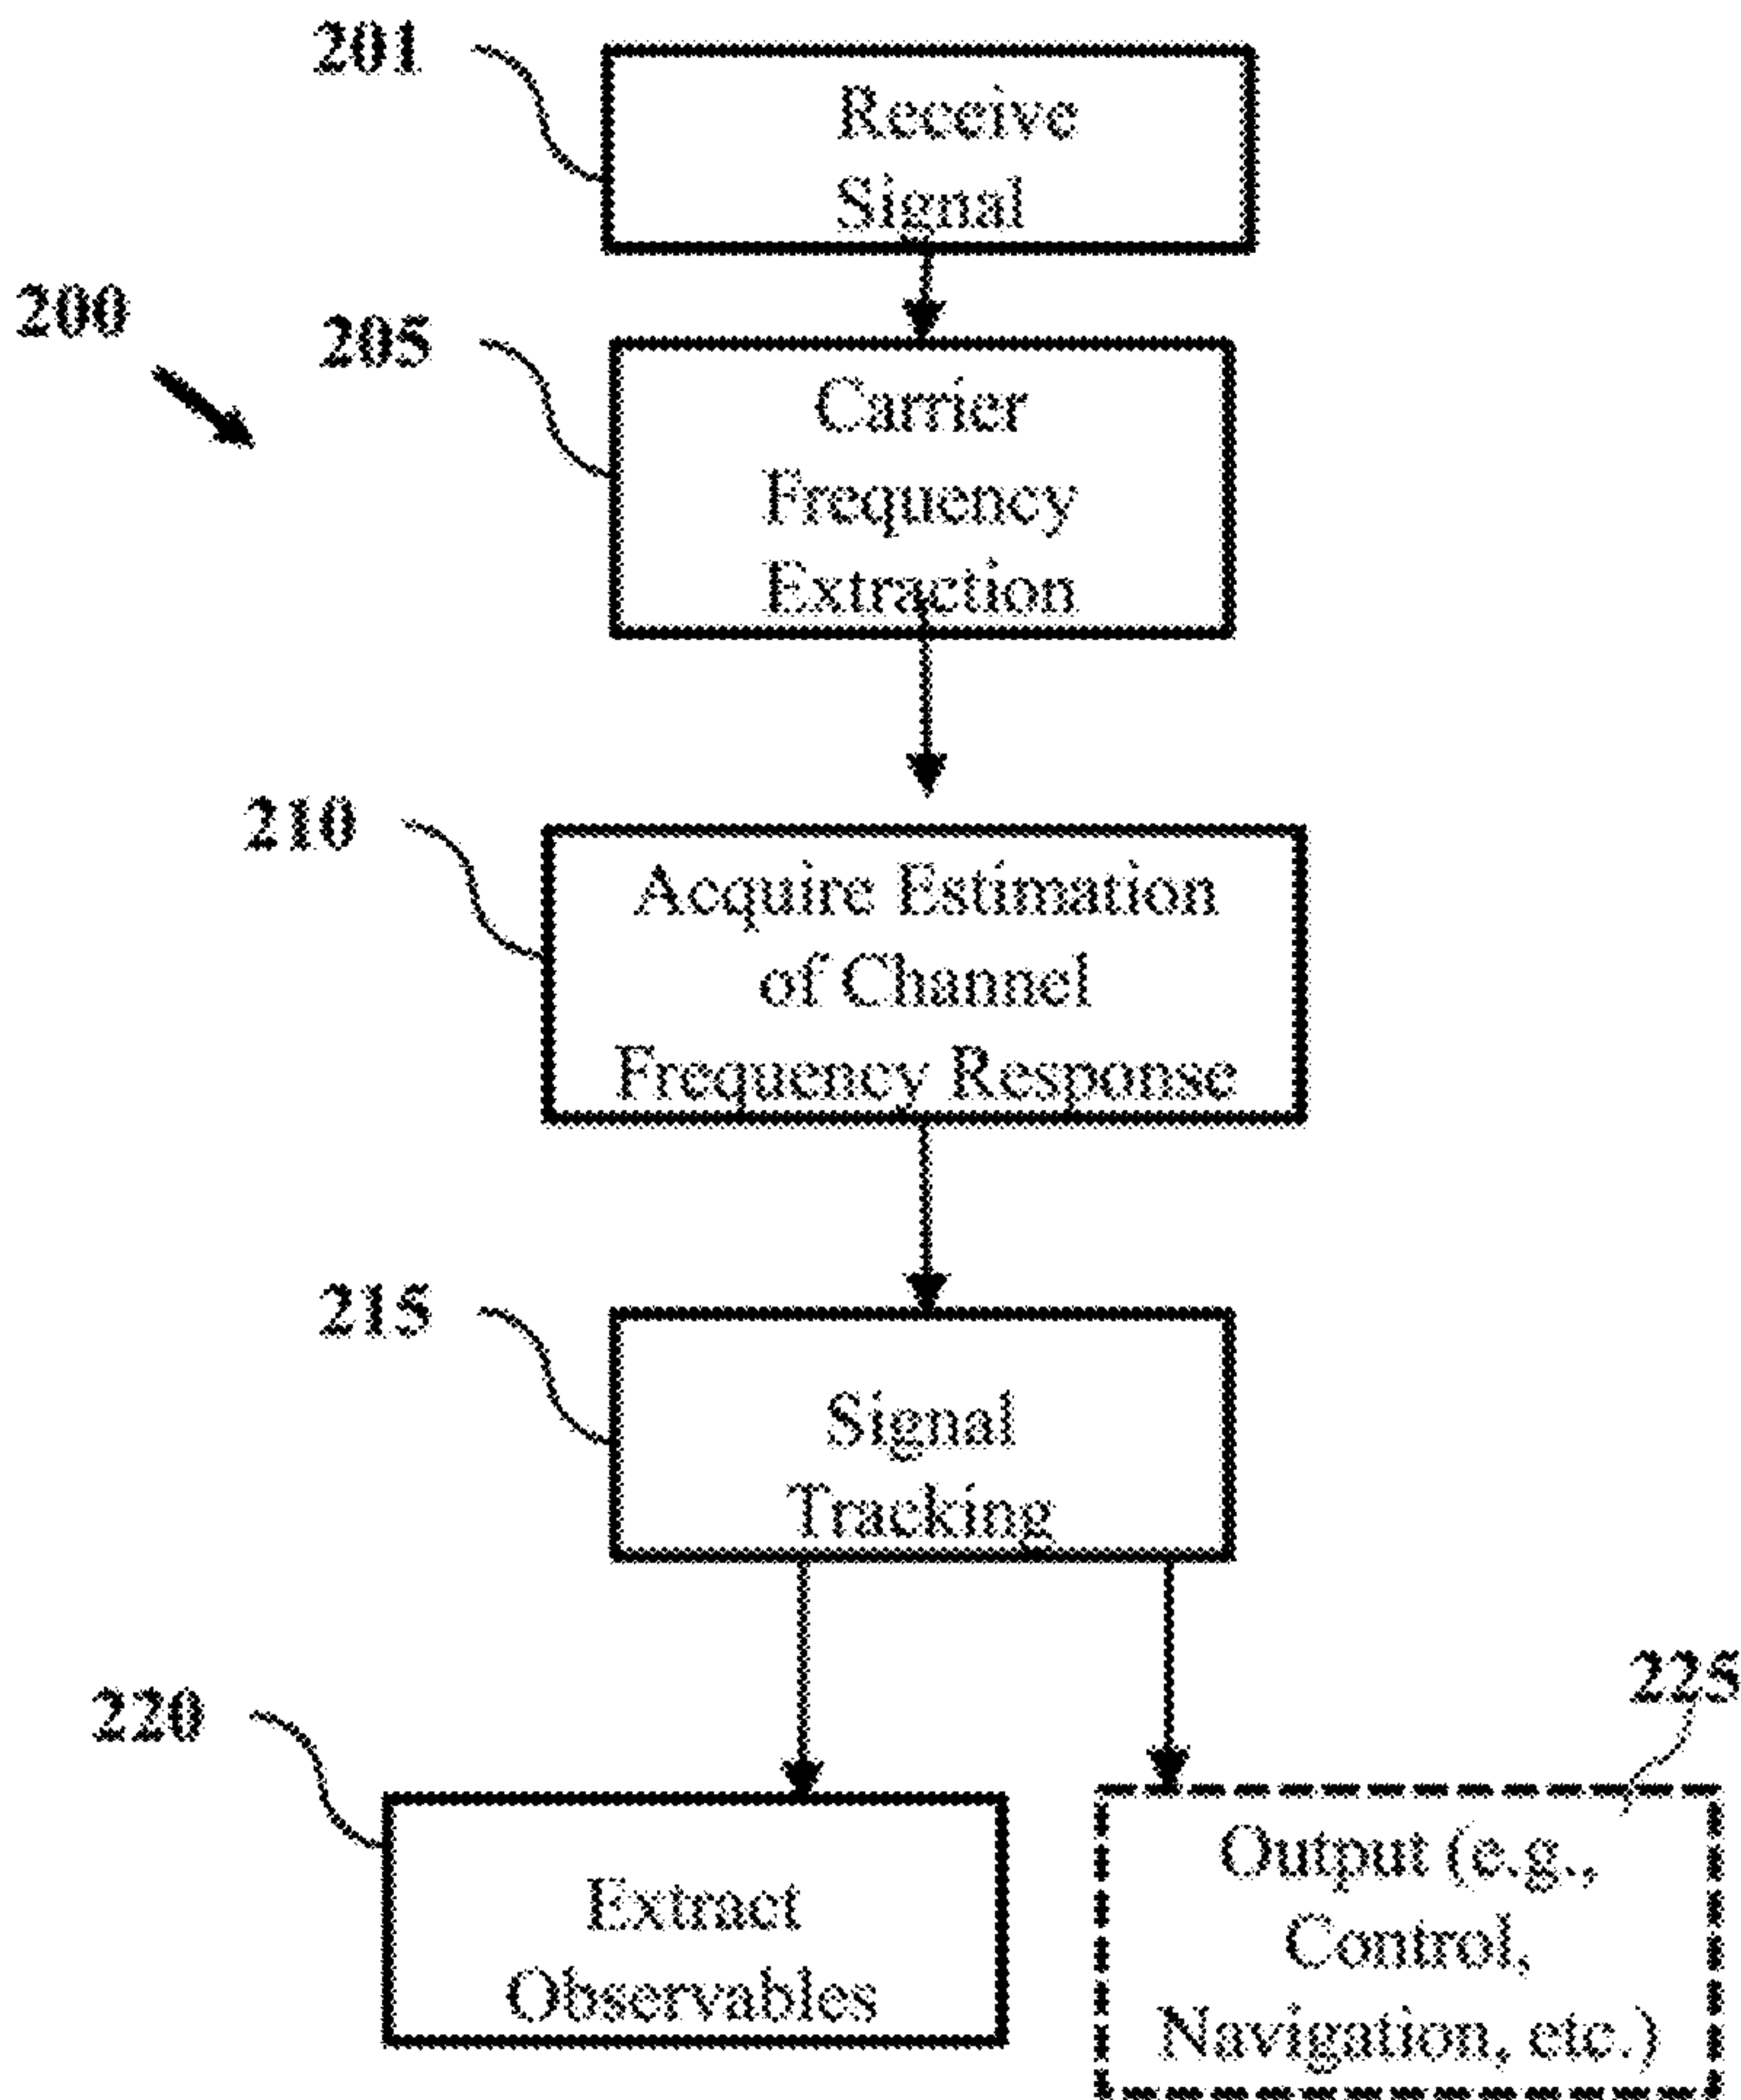 201
Receive
Signal
200
205
Carrier
Frequency
Extraction
210
Acquire Estimation
of Channel
Frequency Response
215
Signal
Tracking
220
225
Extract
Observables
Output (e.g.,
Control,
Navigation, etc.)